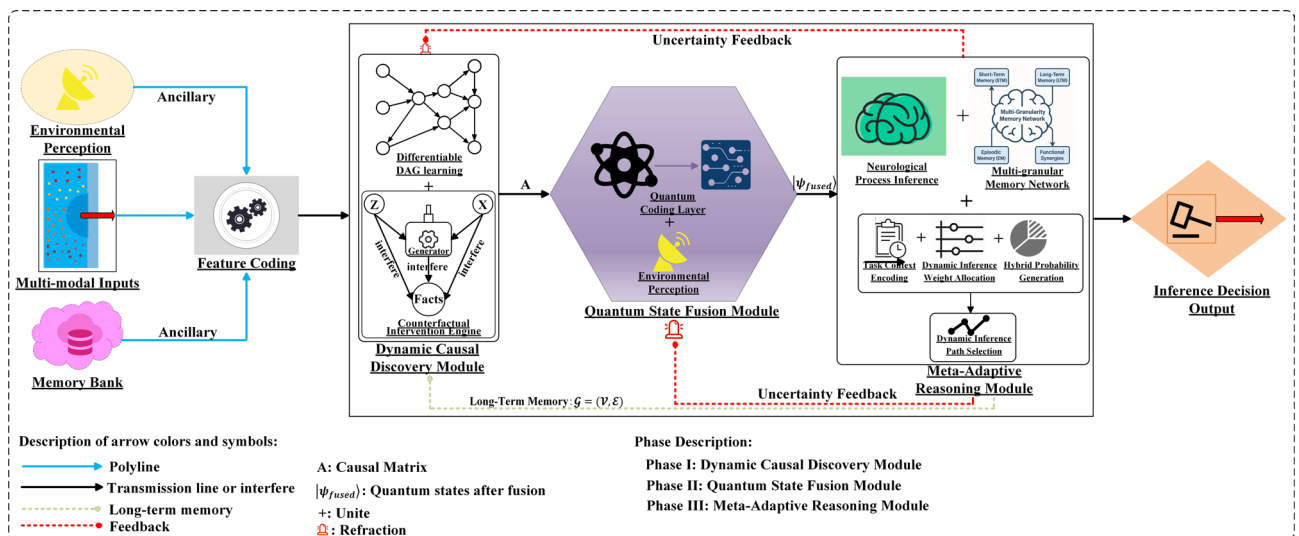 Uncertainty Feedback
Ancillary
Environmental
Perception
Multi-modal Inputs
Ancillary
Memory Bank
Feature Coding
Differentiable
DAG learning
+
Z
X
Generator
interfere
interfere
interfere
Facts
Counterfactual
Intervention Engine
Dynamic Causal
Discovery Module
A
Quantum
Coding Layer
+
Environmental
Perception
Quantum State Fusion Module
|ψ_fused⟩
Neurological
Process Inference
+
Short-Term
Memory (STM)
Long-Term
Memory (LTM)
Multi-Granularity
Memory Network
Episodic
Memory (EM)
Functional
Synergies
Multi-granular
Memory Network
+
Task Context
Encoding
+
Dynamic Inference
Weight Allocation
+
Hybrid Probability
Generation
Dynamic Inference
Path Selection
Meta-Adaptive
Reasoning Module
Uncertainty Feedback
Long-Term Memory: 𝒢 = (𝒱, ℰ)
Inference Decision
Output
Description of arrow colors and symbols:
Polyline
Transmission line or interfere
Long-term memory
Feedback
A: Causal Matrix
|ψ_fused⟩: Quantum states after fusion
+: Unite
: Refraction
Phase Description:
Phase I: Dynamic Causal Discovery Module
Phase II: Quantum State Fusion Module
Phase III: Meta-Adaptive Reasoning Module